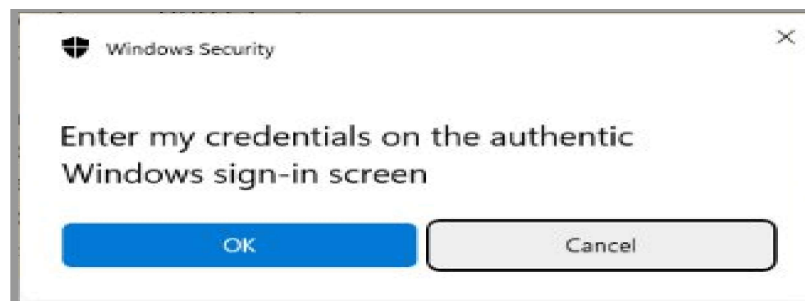 Windows Security
Enter my credentials on the authentic
Windows sign-in screen
OK
Cancel